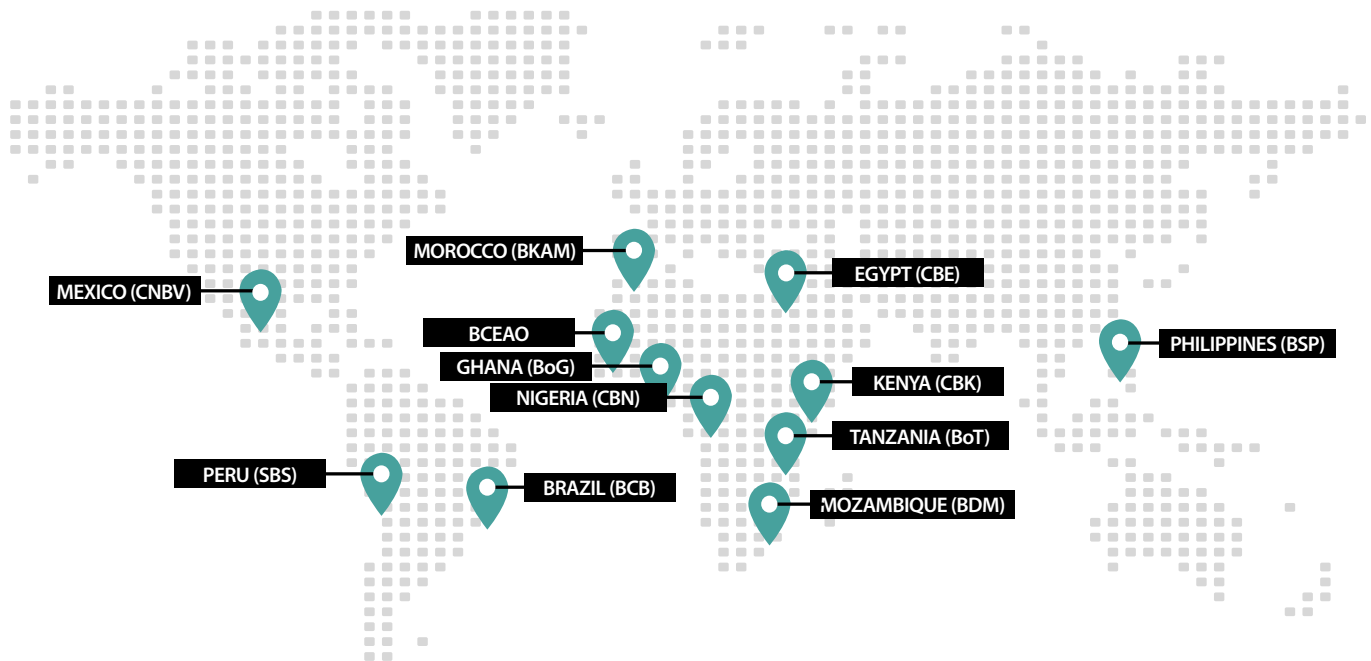 MOROCCO (BKAM)
EGYPT (CBE)
MEXICO (CNBV)
BCEAO
PHILIPPINES (BSP)
GHANA (BoG)
KENYA (CBK)
NIGERIA (CBN)
TANZANIA (BoT)
PERU (SBS)
BRAZIL (BCB)
MOZAMBIQUE (BDM)